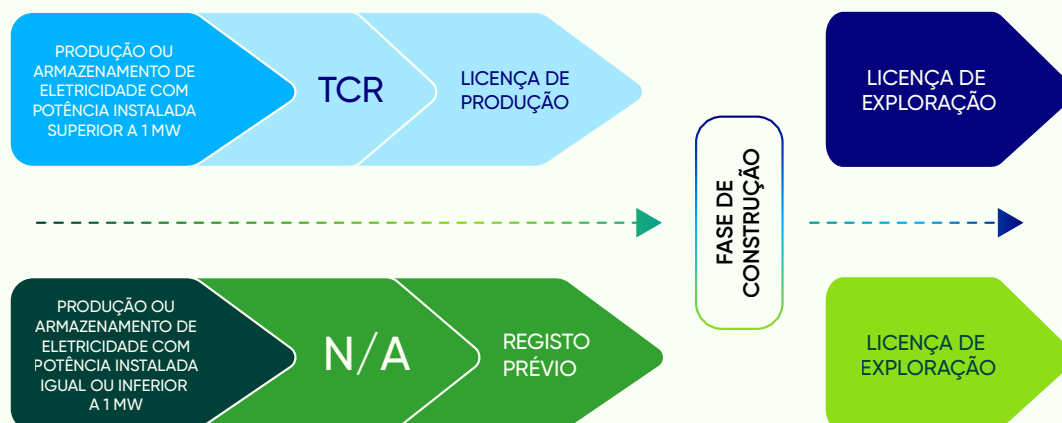 PRODUÇÃO OU
ARMAZENAMENTO DE
ELETRICIDADE COM
POTÊNCIA INSTALADA
SUPERIOR A 1 MW
TCR
LICENÇA DE
PRODUÇÃO
FASE DE
CONSTRUÇÃO
LICENÇA DE
EXPLORAÇÃO
PRODUÇÃO OU
ARMAZENAMENTO DE
ELETRICIDADE COM
POTÊNCIA INSTALADA
IGUAL OU INFERIOR
A 1 MW
N/A
REGISTO
PRÉVIO
LICENÇA DE
EXPLORAÇÃO